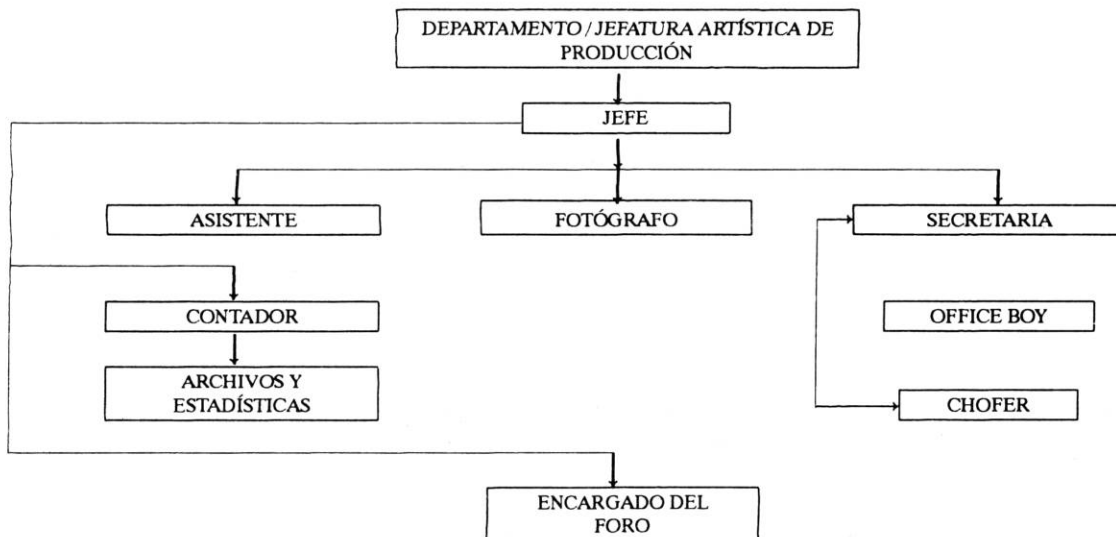 DEPARTAMENTO / JEFATURA ARTÍSTICA DE
PRODUCCIÓN
JEFE
ASISTENTE
FOTÓGRAFO
SECRETARIA
CONTADOR
OFFICE BOY
ARCHIVOS Y
ESTADÍSTICAS
CHOFER
ENCARGADO DEL
FORO